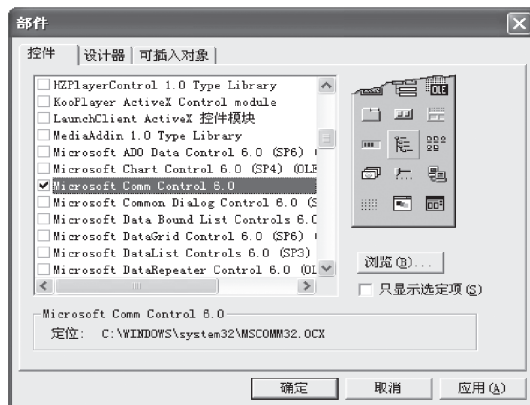 部件
控件 设计器 可插入对象
HZPlayerControl 1.0 Type Library
KooPlayer ActiveX Control module
LaunchClient ActiveX 控件模块
MediaAddin 1.0 Type Library
Microsoft ADO Data Control 6.0 (SP6) (
Microsoft Chart Control 6.0 (SP4) (OLE
Microsoft Comm Control 6.0
Microsoft Common Dialog Control 6.0 (S
Microsoft Data Bound List Controls 6.0
Microsoft DataGrid Control 6.0 (SP6)
Microsoft DataList Controls 6.0 (SP3)
Microsoft DataRepeater Control 6.0 (OL
OLE
浏览(B)...
只显示选定项(S)
Microsoft Comm Control 6.0
定位: C:\WINDOWS\system32\MSCOMM32.OCX
确定 取消 应用(A)